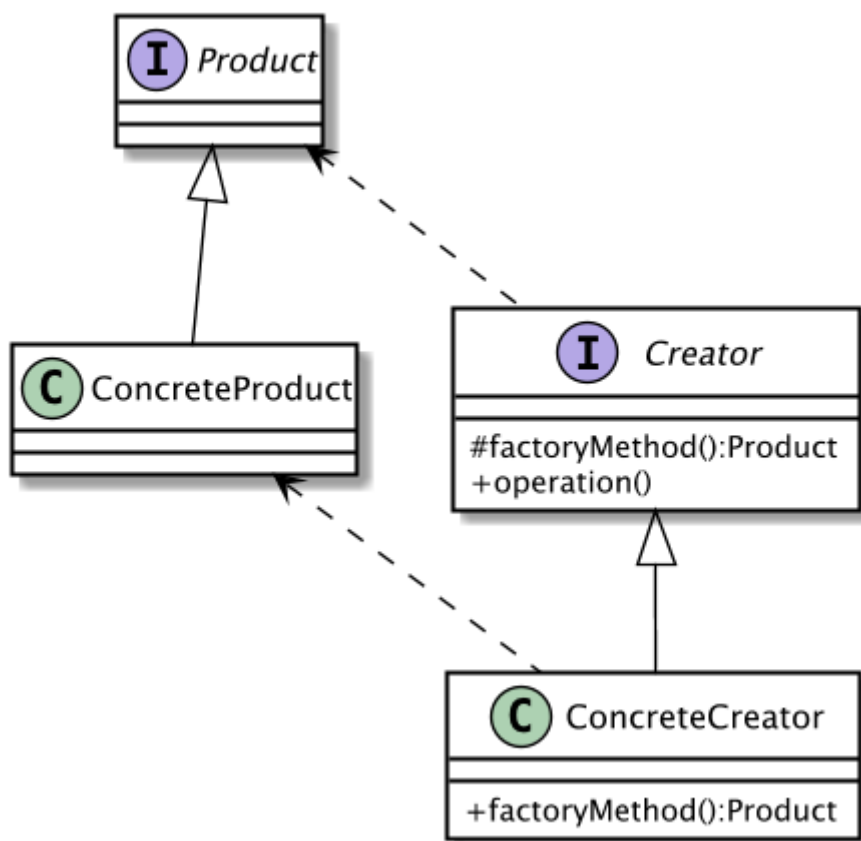 I Product
C ConcreteProduct
I Creator
#factoryMethod():Product
+operation()
C ConcreteCreator
+factoryMethod():Product